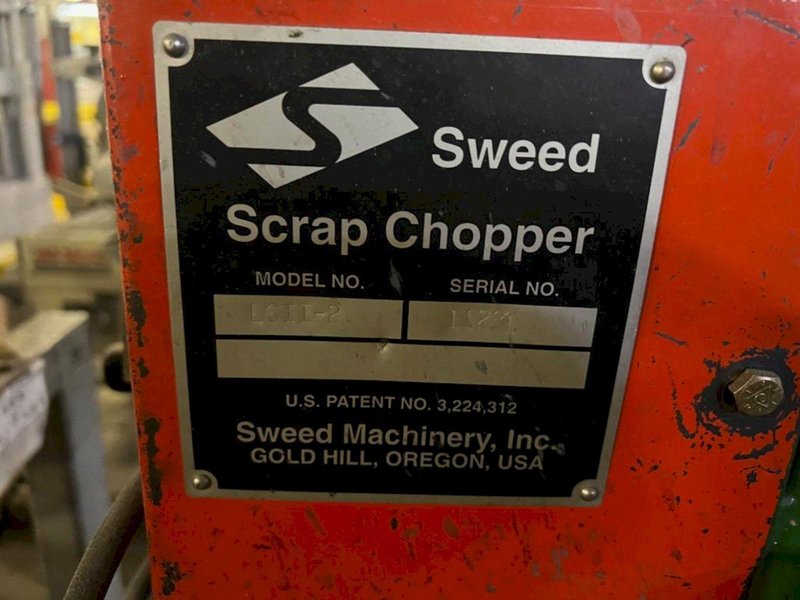 Sweed
Scrap Chopper
MODEL NO.
SERIAL NO.
U.S. PATENT NO. 3,224,312
Sweed Machinery, Inc.
GOLD HILL, OREGON, USA